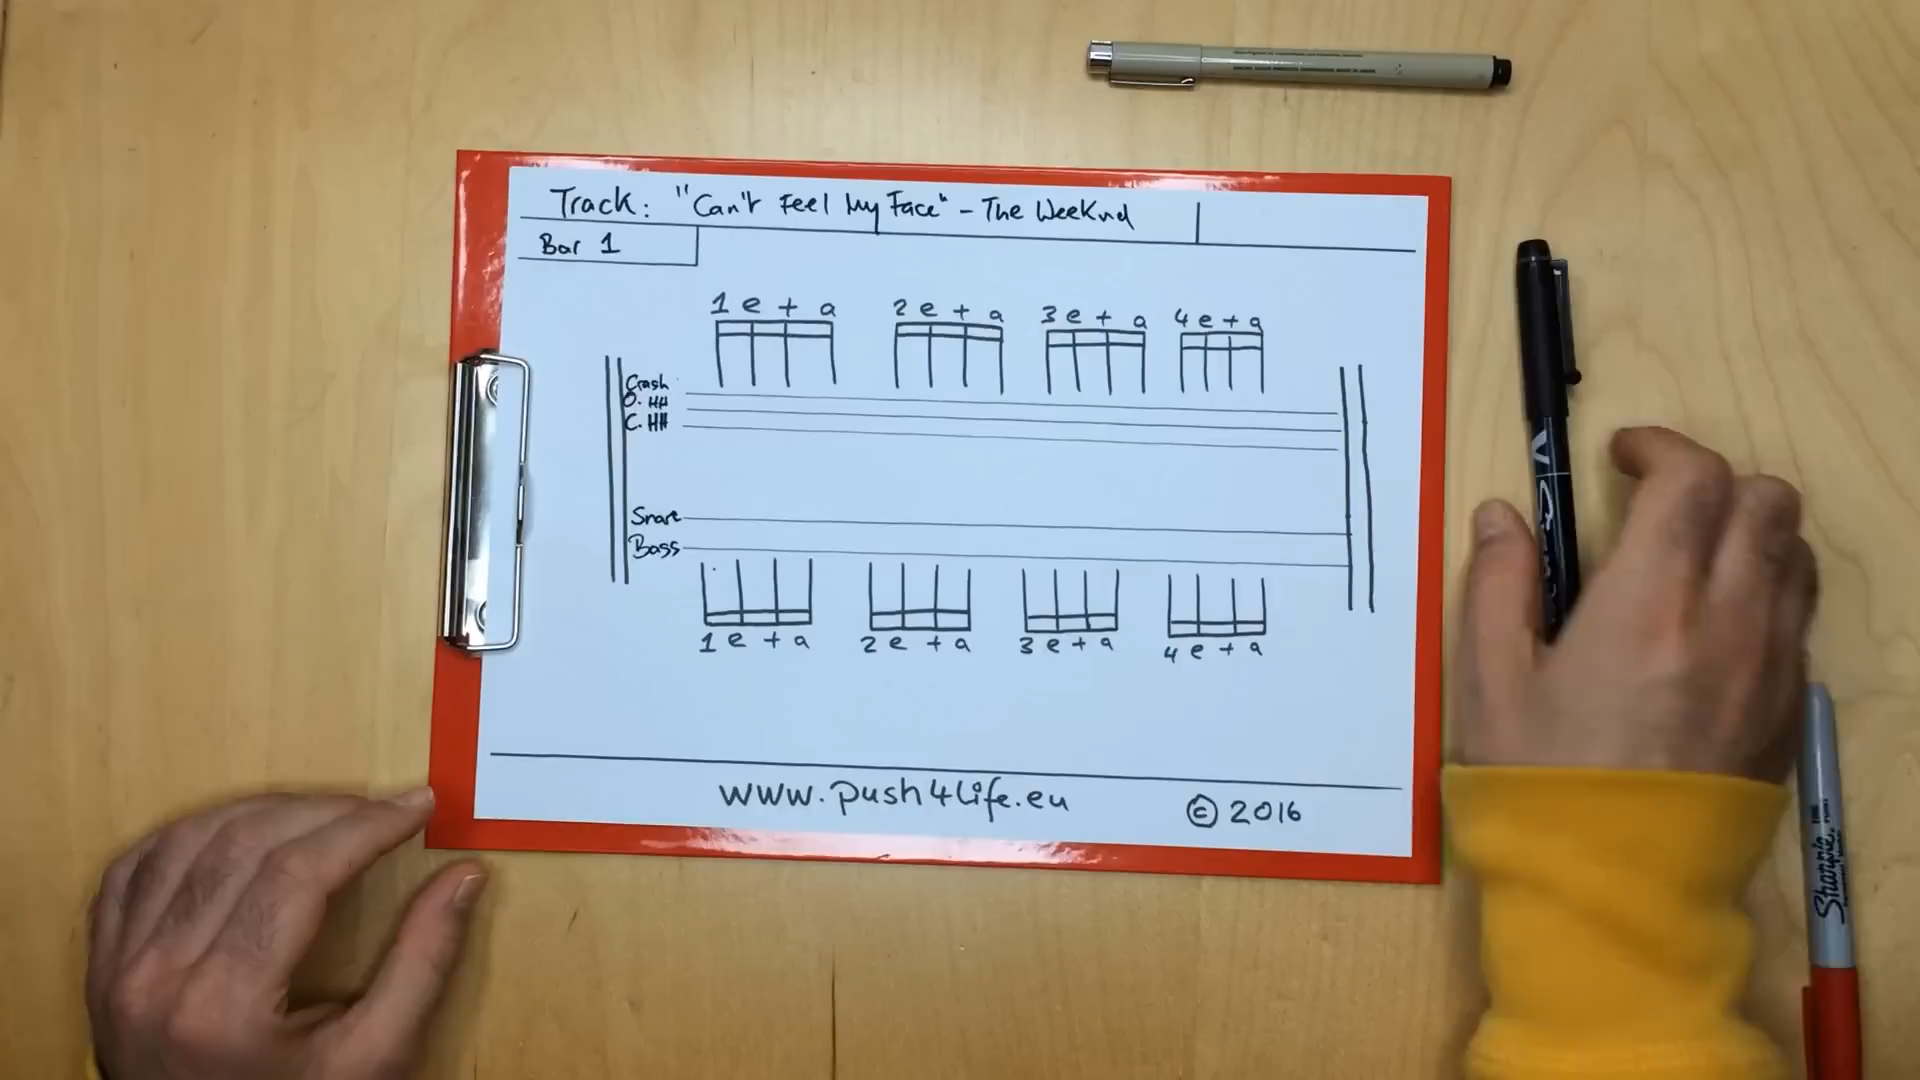 Track: "Can't Feel My Face" - The Weeknd
Bar 1
1 e + a 2 e + a 3 e + a 4 e + a
Crash
O. HH
C. HH
Snare
Bass
1 e + a 2 e + a 3 e + a 4 e + a
www.push4life.eu © 2016
Sharpie